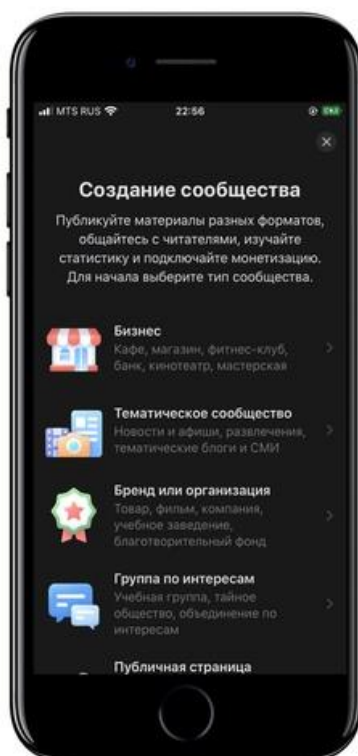 MTS RUS 22:56
Создание сообщества
Публикуйте материалы разных форматов,
общайтесь с читателями, изучайте
статистику и подключайте монетизацию.
Для начала выберите тип сообщества.
Бизнес
Кафе, магазин, фитнес-клуб,
банк, кинотеатр, мастерская
Тематическое сообщество
Новости и афиши, развлечения,
тематические блоги и СМИ
Бренд или организация
Товар, фильм, компания,
учебное заведение,
благотворительный фонд
Группа по интересам
Учебная группа, тайное
общество, объединение по
интересам
Публичная страница